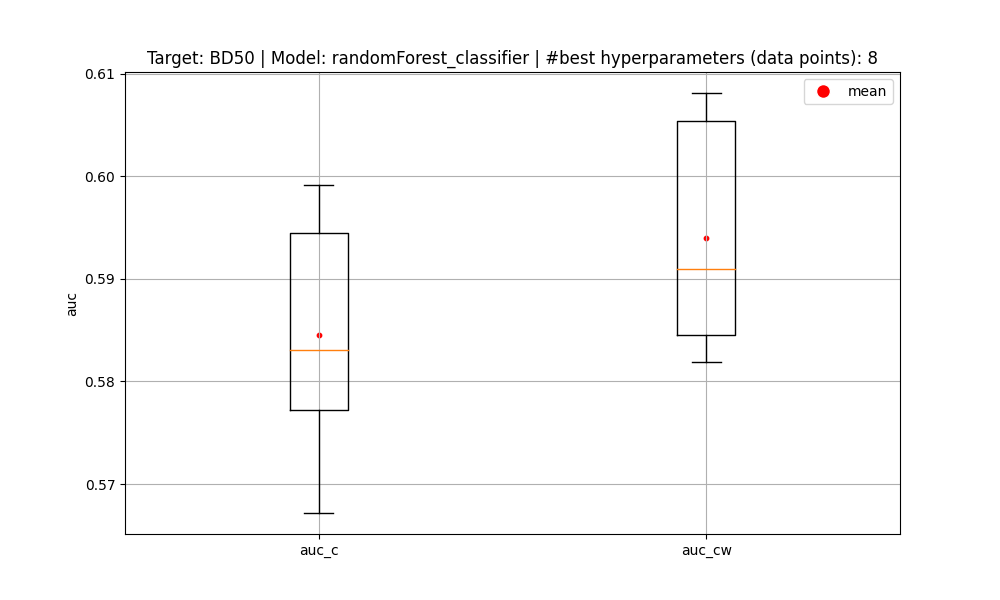 Target: BD50 | Model: randomForest_classifier | #best hyperparameters (data points): 8
mean
0.61
0.60
0.59
0.58
0.57
auc
auc_c
auc_cw